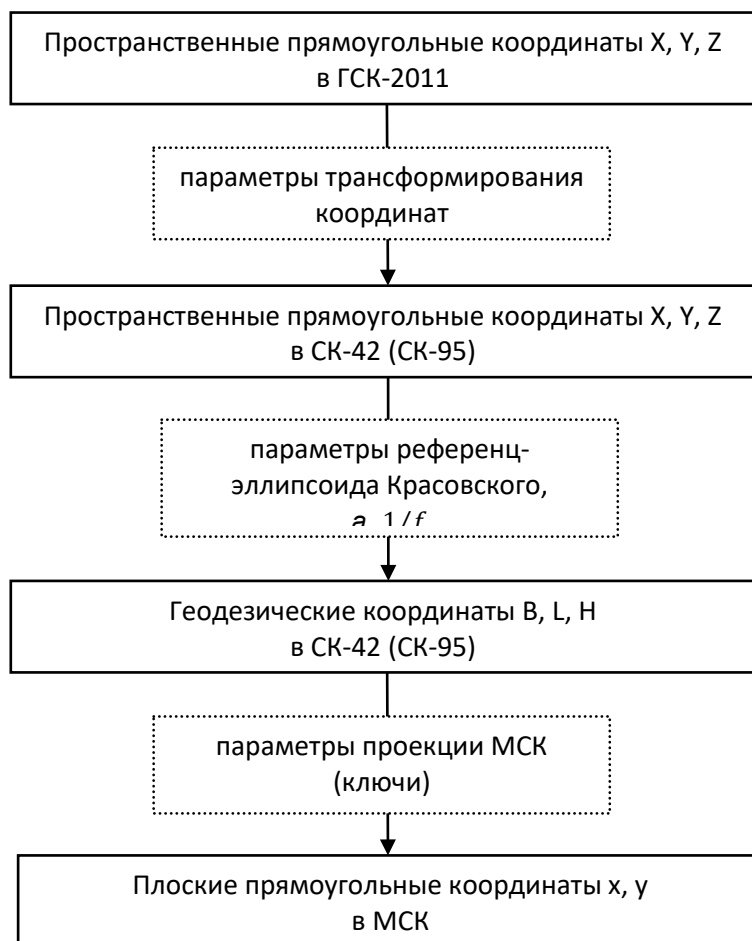 Пространственные прямоугольные координаты X, Y, Z
в ГСК-2011
параметры трансформирования
координат
Пространственные прямоугольные координаты X, Y, Z
в СК-42 (СК-95)
параметры референц-
эллипсоида Красовского,
a 1/f
Геодезические координаты B, L, H
в СК-42 (СК-95)
параметры проекции МСК
(ключи)
Плоские прямоугольные координаты x, y
в МСК